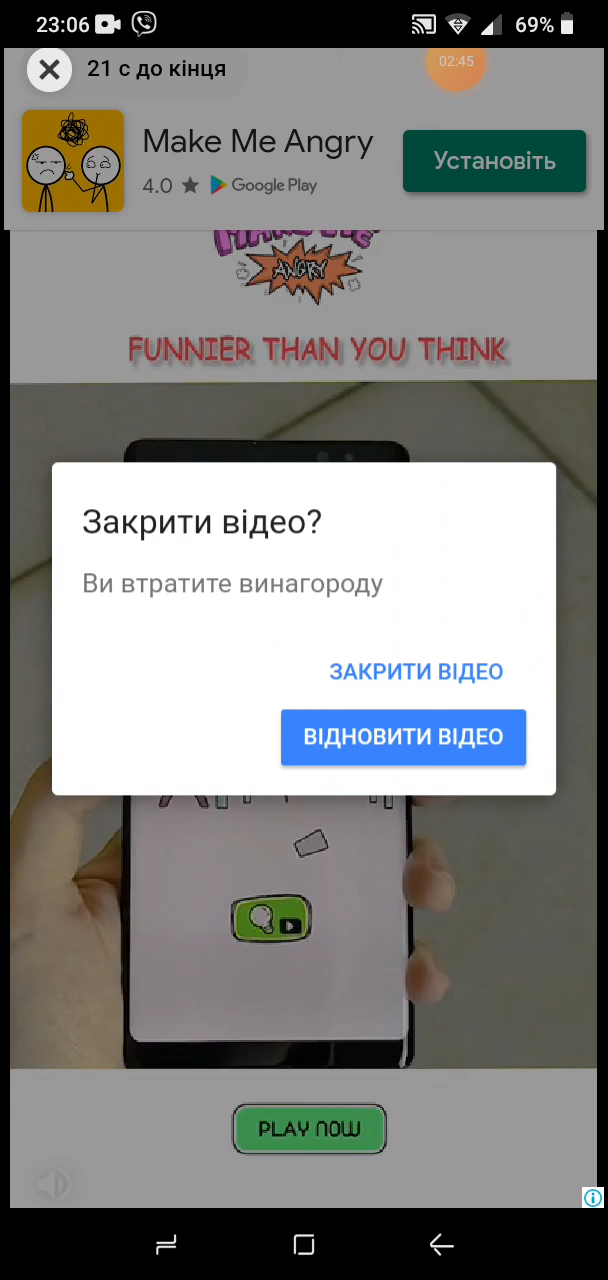 23:06
69%
21 с до кінця
02:45
Make Me Angry
4.0 ★ Google Play
Установіть
ANGRY
FUNNIER THAN YOU THINK
Закрити відео?
Ви втратите винагороду
ЗАКРИТИ ВІДЕО
ВІДНОВИТИ ВІДЕО
PLAY NOW